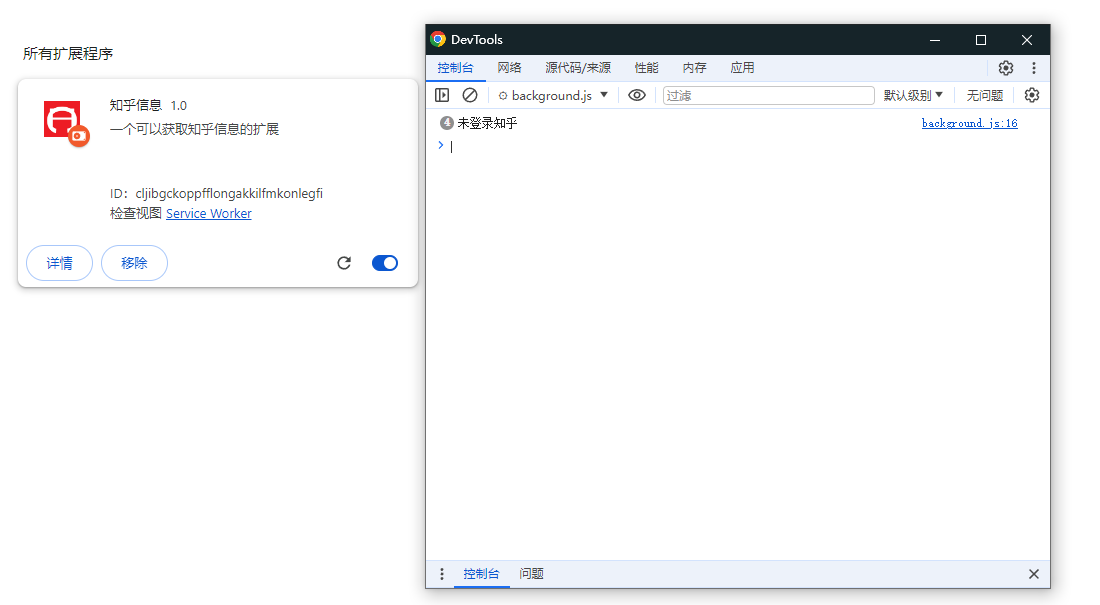 所有扩展程序
知乎信息 1.0
一个可以获取知乎信息的扩展
ID：cljibgckoppfflongakkilfmkonlegfi
检查视图 Service Worker
详情
移除
DevTools
控制台 网络 源代码/来源 性能 内存 应用
background.js 过滤 默认级别 无问题
4 未登录知乎 background.js:16
控制台 问题